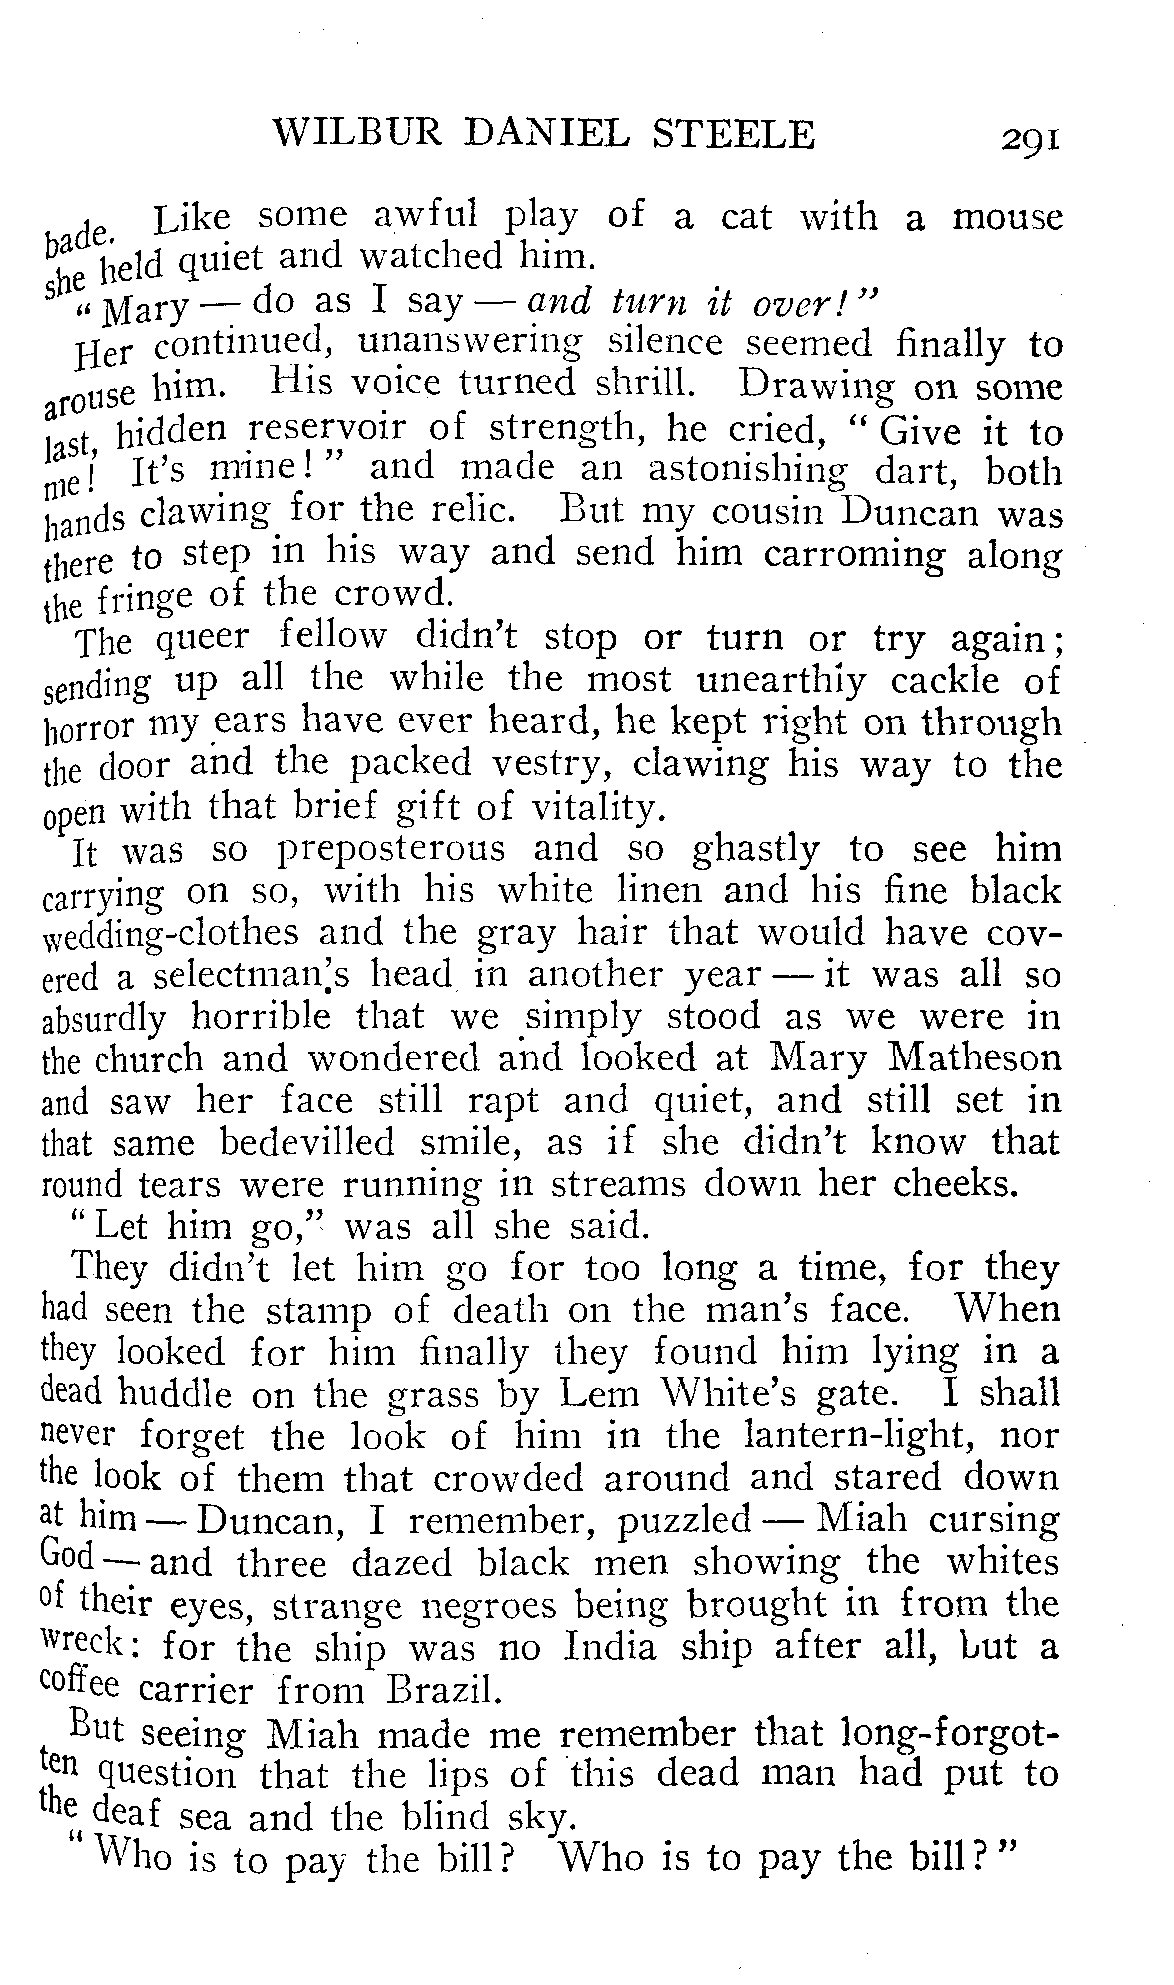 WILBUR DANIEL STEELE 291
bade. Like some awful play of a cat with a mouse
she held quiet and watched him.
“ Mary — do as I say — and turn it over! ”
Her continued, unanswering silence seemed finally to
arouse him. His voice turned shrill. Drawing on some
last, hidden reservoir of strength, he cried, “ Give it to
me! It's mine! ” and made an astonishing dart, both
hands clawing for the relic. But my cousin Duncan was
there to step in his way and send him carroming along
the fringe of the crowd.
The queer fellow didn't stop or turn or try again;
sending up all the while the most unearthly cackle of
horror my ears have ever heard, he kept right on through
the door and the packed vestry, clawing his way to the
open with that brief gift of vitality.
It was so preposterous and so ghastly to see him
carrying on so, with his white linen and his fine black
wedding-clothes and the gray hair that would have cov-
ered a selectman's head in another year — it was all so
absurdly horrible that we simply stood as we were in
the church and wondered and looked at Mary Matheson
and saw her face still rapt and quiet, and still set in
that same bedevilled smile, as if she didn't know that
round tears were running in streams down her cheeks.
“ Let him go,” was all she said.
They didn't let him go for too long a time, for they
had seen the stamp of death on the man's face. When
they looked for him finally they found him lying in a
dead huddle on the grass by Lem White's gate. I shall
never forget the look of him in the lantern-light, nor
the look of them that crowded around and stared down
at him — Duncan, I remember, puzzled — Miah cursing
God — and three dazed black men showing the whites
of their eyes, strange negroes being brought in from the
wreck: for the ship was no India ship after all, but a
coffee carrier from Brazil.
But seeing Miah made me remember that long-forgot-
ten question that the lips of this dead man had put to
the deaf sea and the blind sky.
“ Who is to pay the bill? Who is to pay the bill? ”